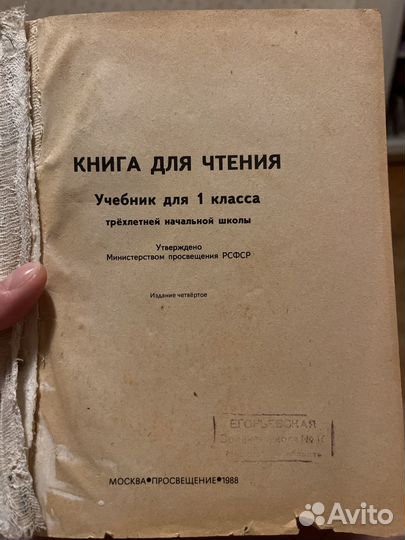 КНИГА ДЛЯ ЧТЕНИЯ
Учебник для 1 класса
трёхлетней начальной школы
Утверждено
Министерством просвещения РСФСР
Издание четвёртое
ЕГОРЬЕВСКАЯ
МОСКВА•ПРОСВЕЩЕНИЕ•1988
Avito